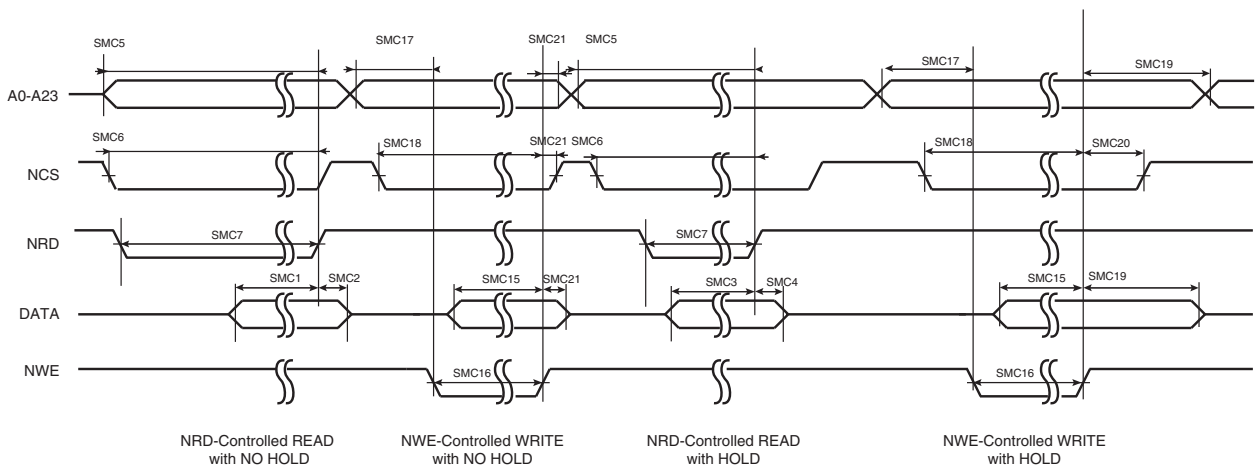 SMC5
SMC17
SMC21
SMC5
SMC17
SMC19
A0-A23
SMC6
SMC18
SMC21
SMC6
SMC18
SMC20
NCS
SMC7
SMC7
NRD
SMC1
SMC2
SMC15
SMC21
SMC3
SMC4
SMC15
SMC19
DATA
SMC16
SMC16
NWE
NRD-Controlled READ
with NO HOLD
NWE-Controlled WRITE
with NO HOLD
NRD-Controlled READ
with HOLD
NWE-Controlled WRITE
with HOLD